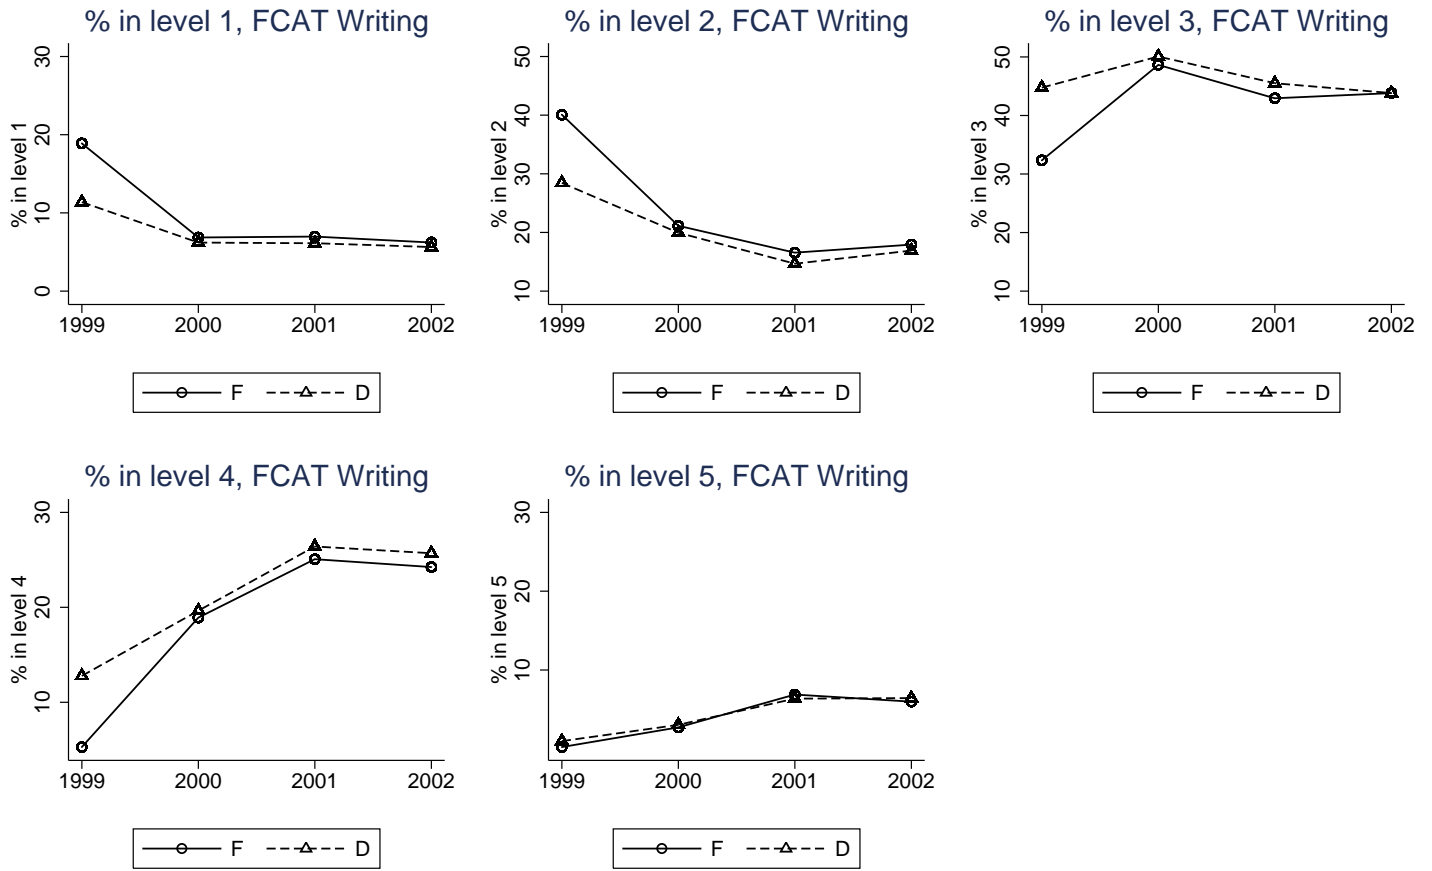 % in level 1, FCAT Writing
% in level 1
30
20
10
0
1999 2000 2001 2002
F D
% in level 2, FCAT Writing
% in level 2
50
40
30
20
10
1999 2000 2001 2002
F D
% in level 3, FCAT Writing
% in level 3
50
40
30
20
10
1999 2000 2001 2002
F D
% in level 4, FCAT Writing
% in level 4
30
20
10
1999 2000 2001 2002
F D
% in level 5, FCAT Writing
% in level 5
30
20
10
1999 2000 2001 2002
F D